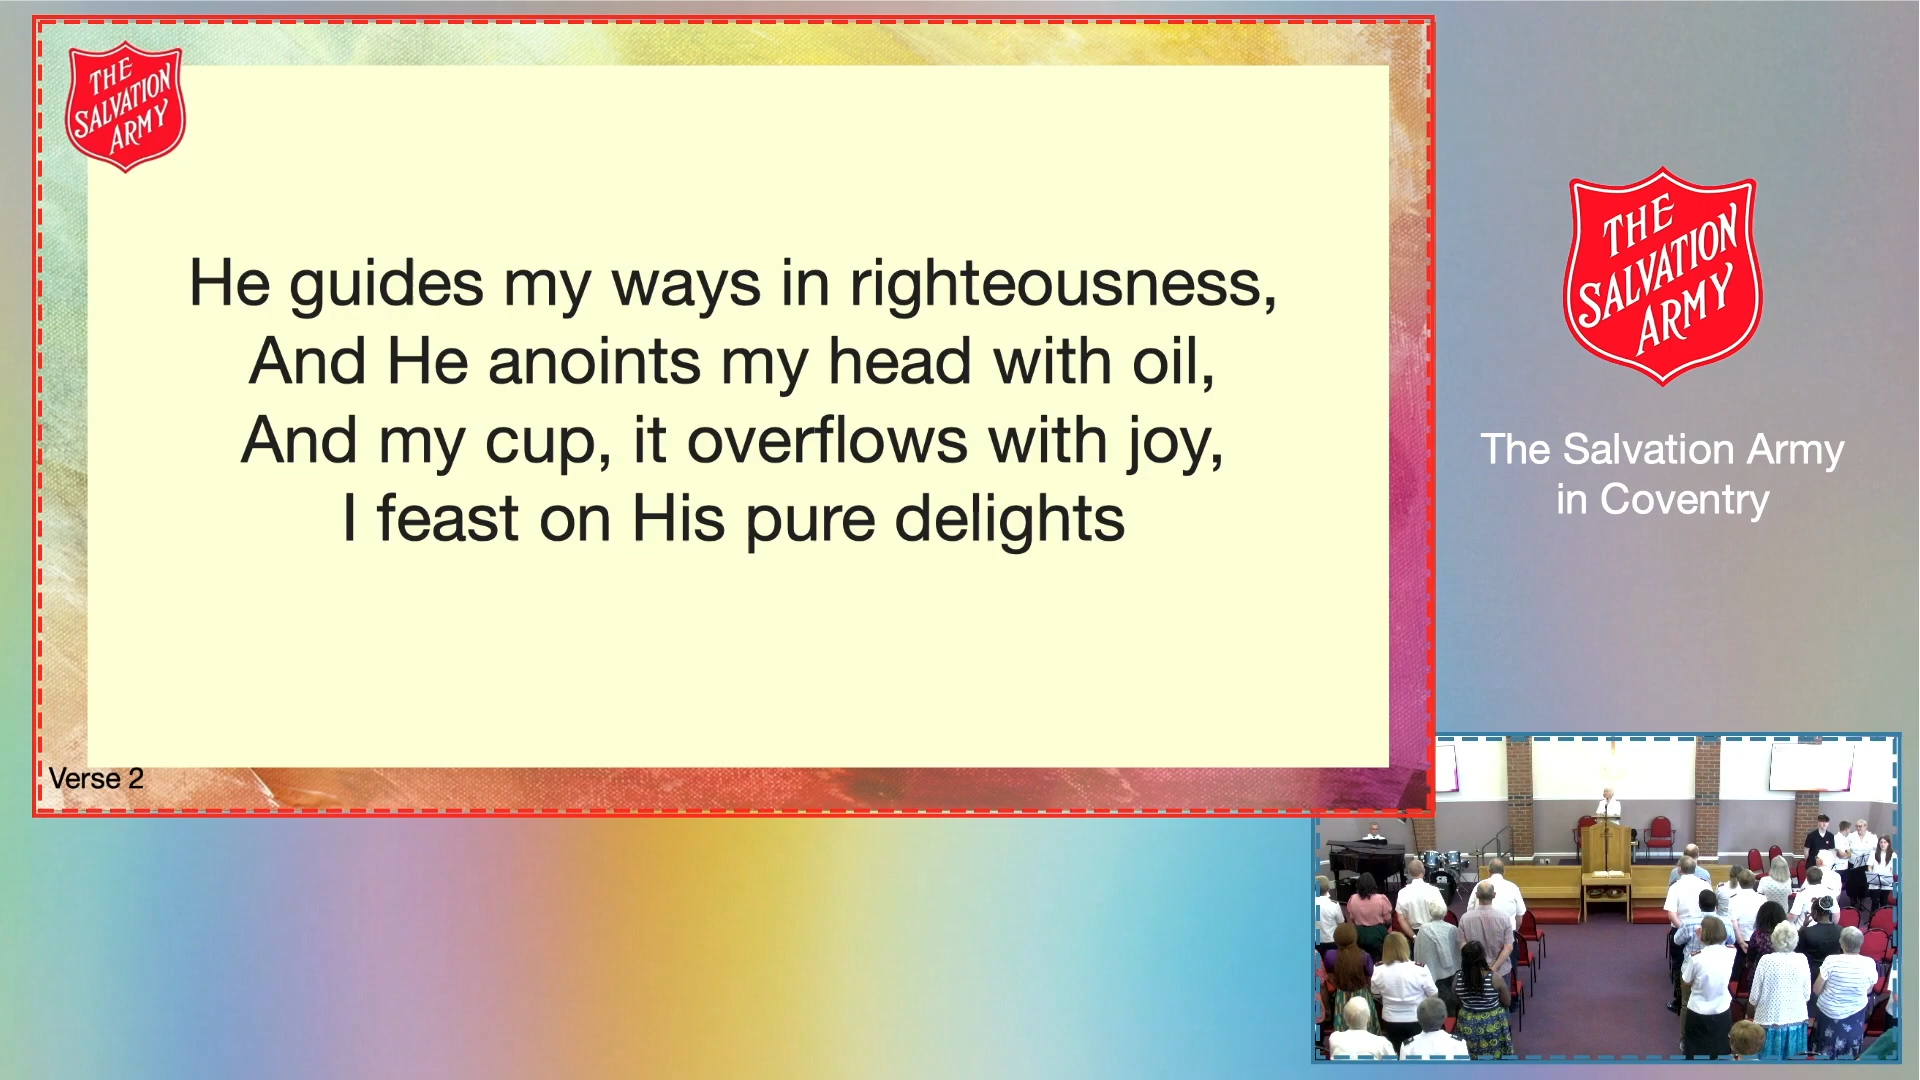 THE
SALVATION
ARMY
He guides my ways in righteousness,
And He anoints my head with oil,
And my cup, it overflows with joy,
I feast on His pure delights
Verse 2
THE
SALVATION
ARMY
The Salvation Army
in Coventry